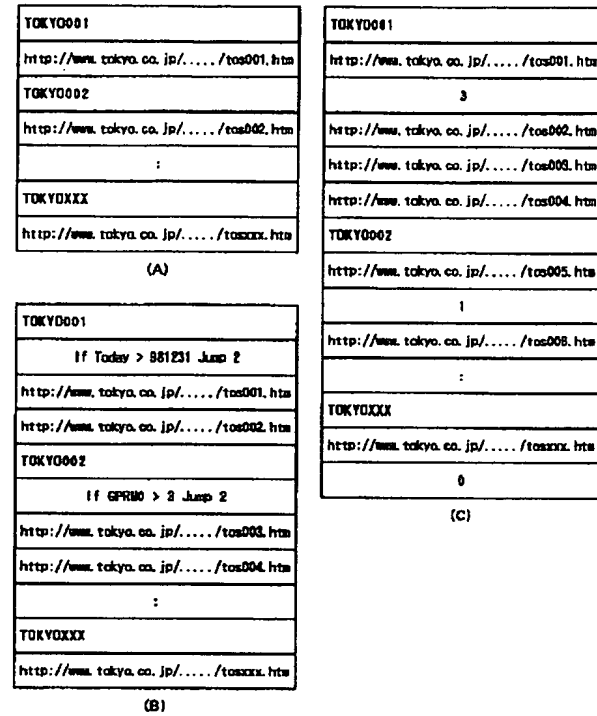 TOKYO001
http://www.tokyo.co.jp/...../tos001.htm
TOKYO002
http://www.tokyo.co.jp/...../tos002.htm
:
TOKYOXXX
http://www.tokyo.co.jp/...../tosxxx.htm
(A)
TOKYO001
If Today > 981231 Jump 2
http://www.tokyo.co.jp/...../tos001.htm
http://www.tokyo.co.jp/...../tos002.htm
TOKYO002
If GPRM0 > 3 Jump 2
http://www.tokyo.co.jp/...../tos003.htm
http://www.tokyo.co.jp/...../tos004.htm
:
TOKYOXXX
http://www.tokyo.co.jp/...../tosxxx.htm
(B)
TOKYO001
http://www.tokyo.co.jp/...../tos001.htm
3
http://www.tokyo.co.jp/...../tos002.htm
http://www.tokyo.co.jp/...../tos003.htm
http://www.tokyo.co.jp/...../tos004.htm
TOKYO002
http://www.tokyo.co.jp/...../tos005.htm
1
http://www.tokyo.co.jp/...../tos006.htm
:
TOKYOXXX
http://www.tokyo.co.jp/...../tosxxx.htm
0
(C)